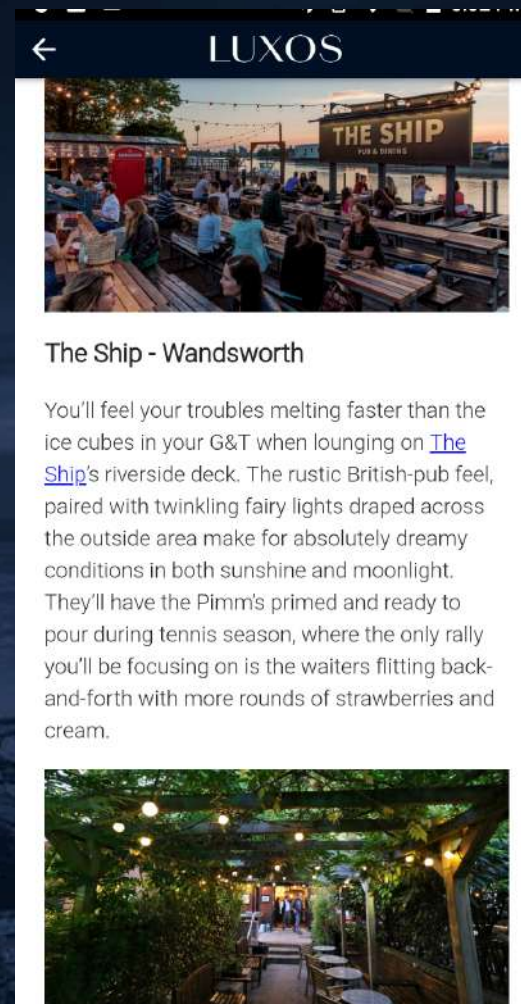 LUXOS
THE SHIP
PUB & DINING
The Ship - Wandsworth
You'll feel your troubles melting faster than the
ice cubes in your G&T when lounging on The
Ship's riverside deck. The rustic British-pub feel,
paired with twinkling fairy lights draped across
the outside area make for absolutely dreamy
conditions in both sunshine and moonlight.
They'll have the Pimm's primed and ready to
pour during tennis season, where the only rally
you'll be focusing on is the waiters flitting back-
and-forth with more rounds of strawberries and
cream.